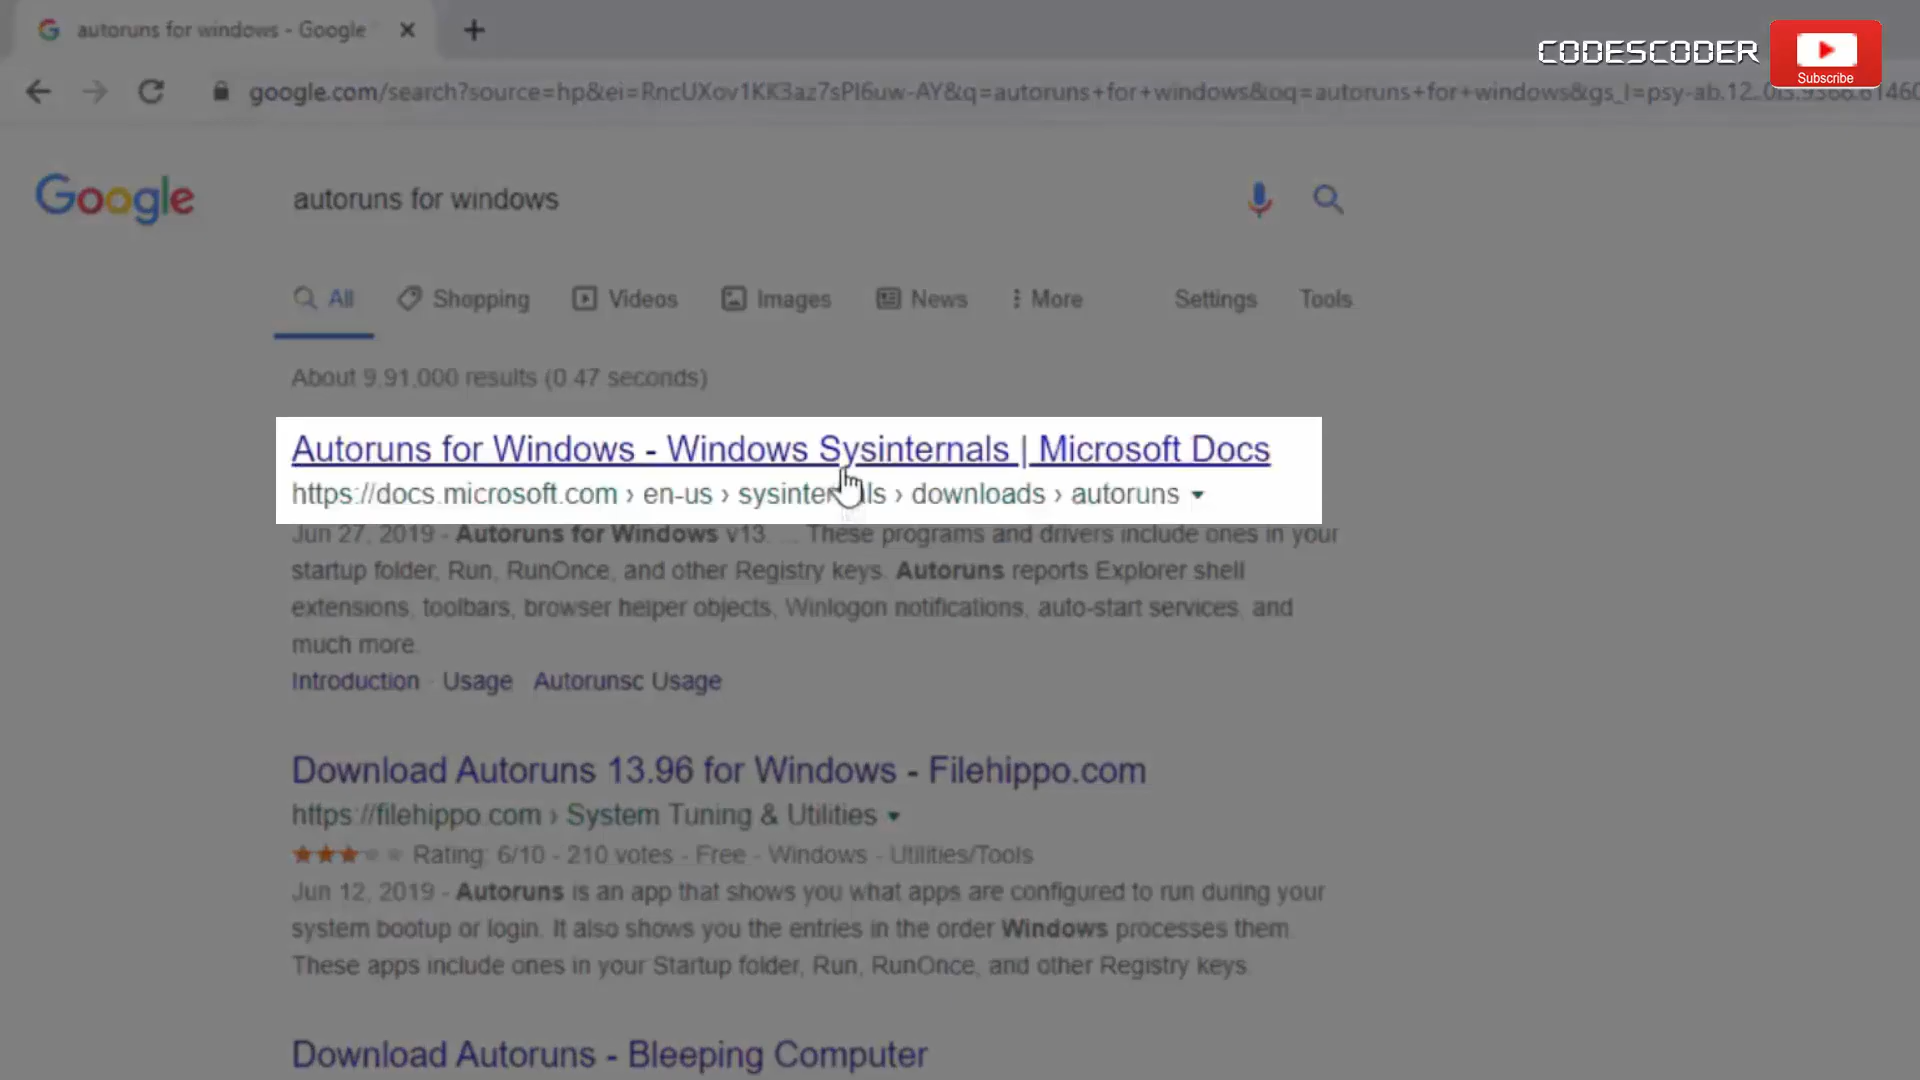 autoruns for windows - Google
CODESCODER
Subscribe
google.com/search?source=hp&ei=RncUXov1KK3az7sPl6uw-AY&q=autoruns+for+windows&oq=autoruns+for+windows&gs_l=psy-ab.12..
Google
autoruns for windows
All Shopping Videos Images News More Settings Tools
About 9,91,000 results (0.47 seconds)
Autoruns for Windows - Windows Sysinternals | Microsoft Docs
https://docs.microsoft.com › en-us › sysinternals › downloads › autoruns
Jun 27, 2019 - Autoruns for Windows v13. ... These programs and drivers include ones in your
startup folder, Run, RunOnce, and other Registry keys. Autoruns reports Explorer shell
extensions, toolbars, browser helper objects, Winlogon notifications, auto-start services, and
much more.
Introduction · Usage · Autorunsc Usage
Download Autoruns 13.96 for Windows - Filehippo.com
https://filehippo.com › System Tuning & Utilities
Rating: 6/10 - 210 votes - Free - Windows - Utilities/Tools
Jun 12, 2019 - Autoruns is an app that shows you what apps are configured to run during your
system bootup or login. It also shows you the entries in the order Windows processes them.
These apps include ones in your Startup folder, Run, RunOnce, and other Registry keys.
Download Autoruns - Bleeping Computer